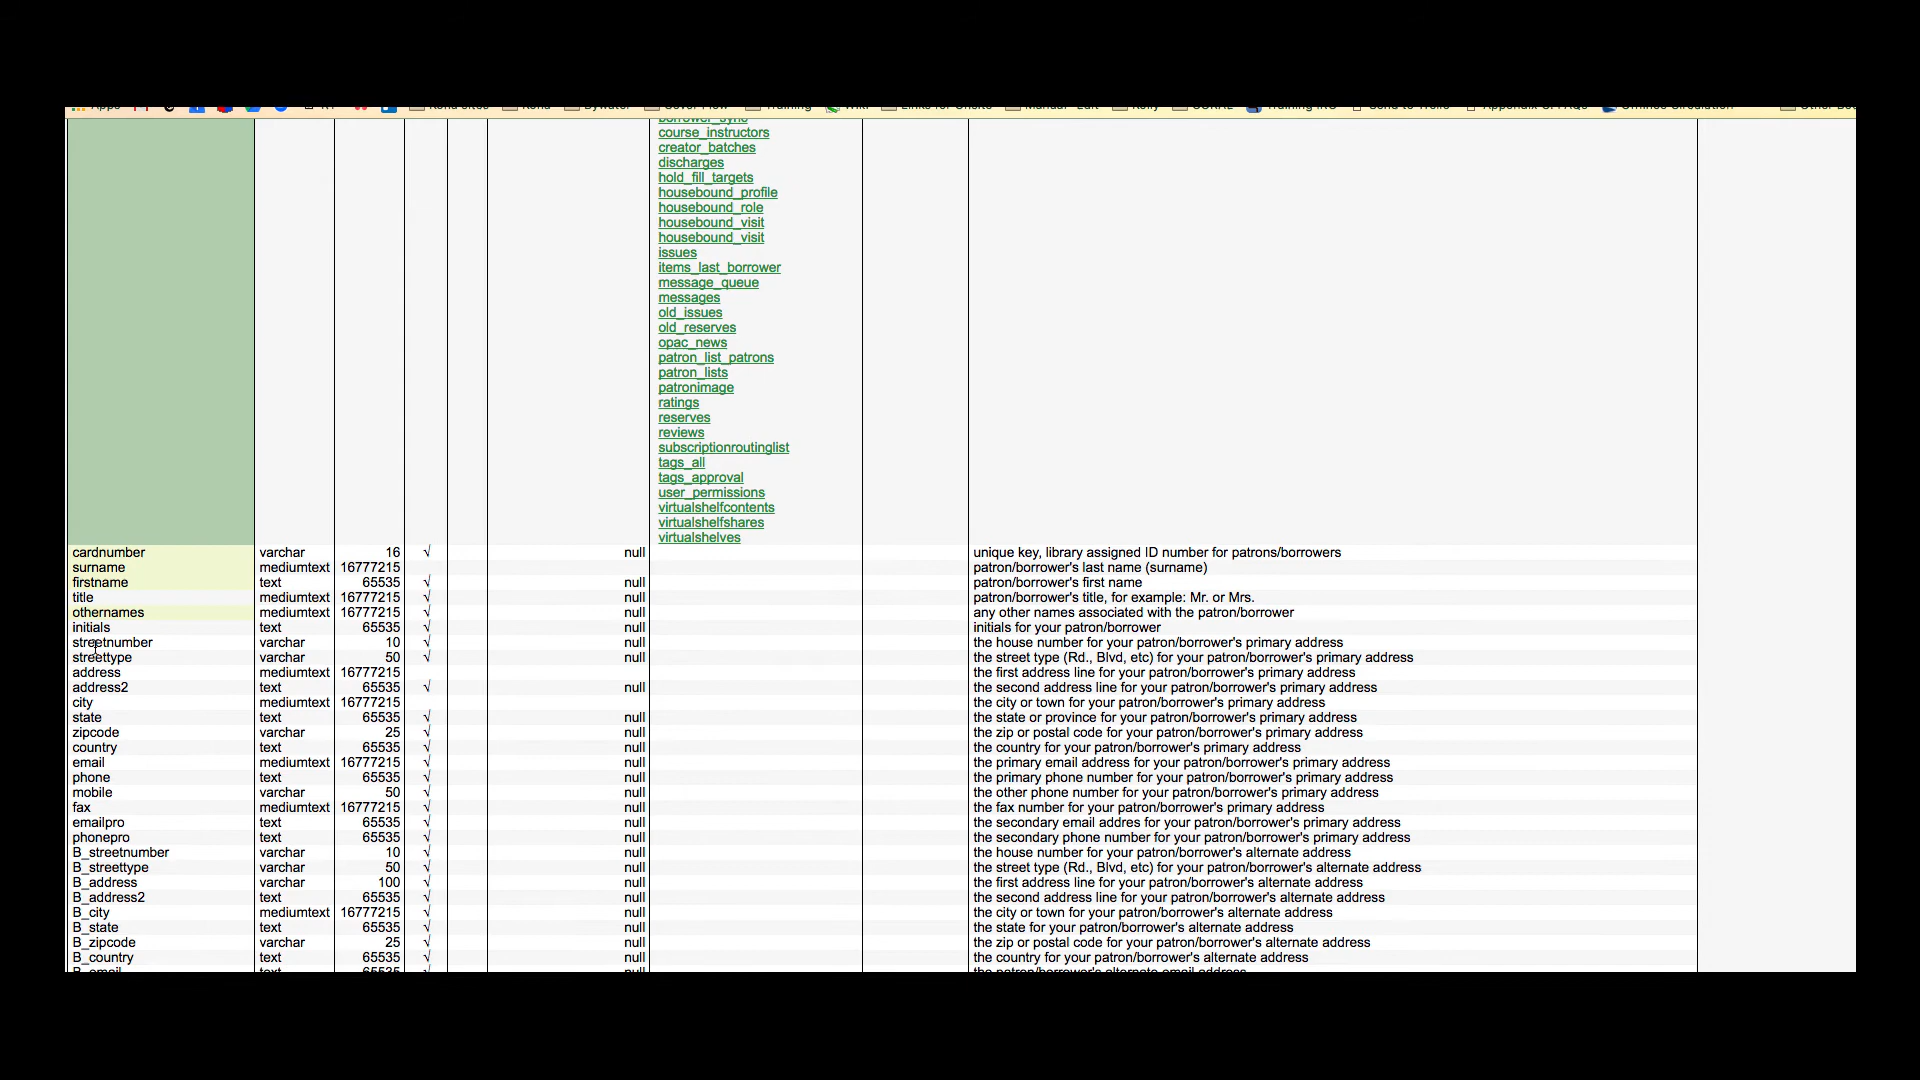 borrower_sync
course_instructors
creator_batches
discharges
hold_fill_targets
housebound_profile
housebound_role
housebound_visit
housebound_visit
issues
items_last_borrower
message_queue
messages
old_issues
old_reserves
opac_news
patron_list_patrons
patron_lists
patronimage
ratings
reserves
reviews
subscriptionroutinglist
tags_all
tags_approval
user_permissions
virtualshelfcontents
virtualshelfshares
virtualshelves
cardnumber varchar 16 √ null unique key, library assigned ID number for patrons/borrowers
surname mediumtext 16777215 patron/borrower's last name (surname)
firstname text 65535 √ null patron/borrower's first name
title mediumtext 16777215 √ null patron/borrower's title, for example: Mr. or Mrs.
othernames mediumtext 16777215 √ null any other names associated with the patron/borrower
initials text 65535 √ null initials for your patron/borrower
streetnumber varchar 10 √ null the house number for your patron/borrower's primary address
streettype varchar 50 √ null the street type (Rd., Blvd, etc) for your patron/borrower's primary address
address mediumtext 16777215 the first address line for your patron/borrower's primary address
address2 text 65535 √ null the second address line for your patron/borrower's primary address
city mediumtext 16777215 the city or town for your patron/borrower's primary address
state text 65535 √ null the state or province for your patron/borrower's primary address
zipcode varchar 25 √ null the zip or postal code for your patron/borrower's primary address
country text 65535 √ null the country for your patron/borrower's primary address
email mediumtext 16777215 √ null the primary email address for your patron/borrower's primary address
phone text 65535 √ null the primary phone number for your patron/borrower's primary address
mobile varchar 50 √ null the other phone number for your patron/borrower's primary address
fax mediumtext 16777215 √ null the fax number for your patron/borrower's primary address
emailpro text 65535 √ null the secondary email addres for your patron/borrower's primary address
phonepro text 65535 √ null the secondary phone number for your patron/borrower's primary address
B_streetnumber varchar 10 √ null the house number for your patron/borrower's alternate address
B_streettype varchar 50 √ null the street type (Rd., Blvd, etc) for your patron/borrower's alternate address
B_address varchar 100 √ null the first address line for your patron/borrower's alternate address
B_address2 text 65535 √ null the second address line for your patron/borrower's alternate address
B_city mediumtext 16777215 √ null the city or town for your patron/borrower's alternate address
B_state text 65535 √ null the state for your patron/borrower's alternate address
B_zipcode varchar 25 √ null the zip or postal code for your patron/borrower's alternate address
B_country text 65535 √ null the country for your patron/borrower's alternate address
B_email text 65535 √ null the patron/borrower's alternate email address